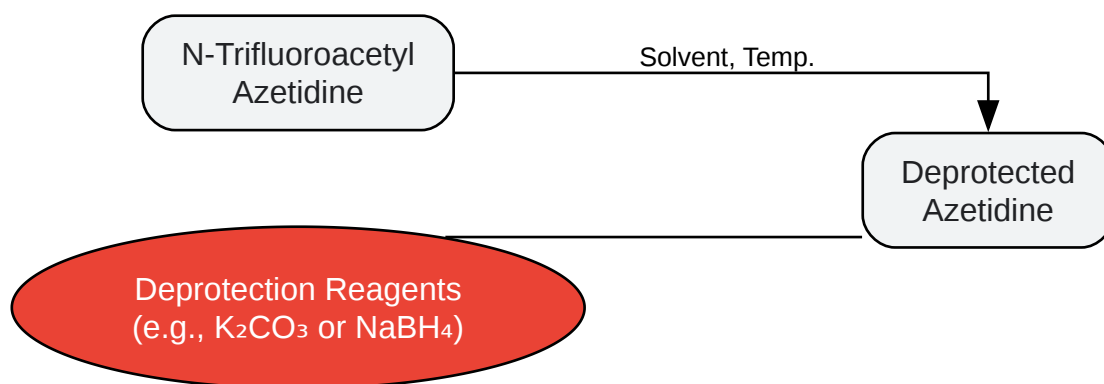 N-Trifluoroacetyl
Azetidine
Solvent, Temp.
Deprotected
Azetidine
Deprotection Reagents
(e.g., K₂CO₃ or NaBH₄)